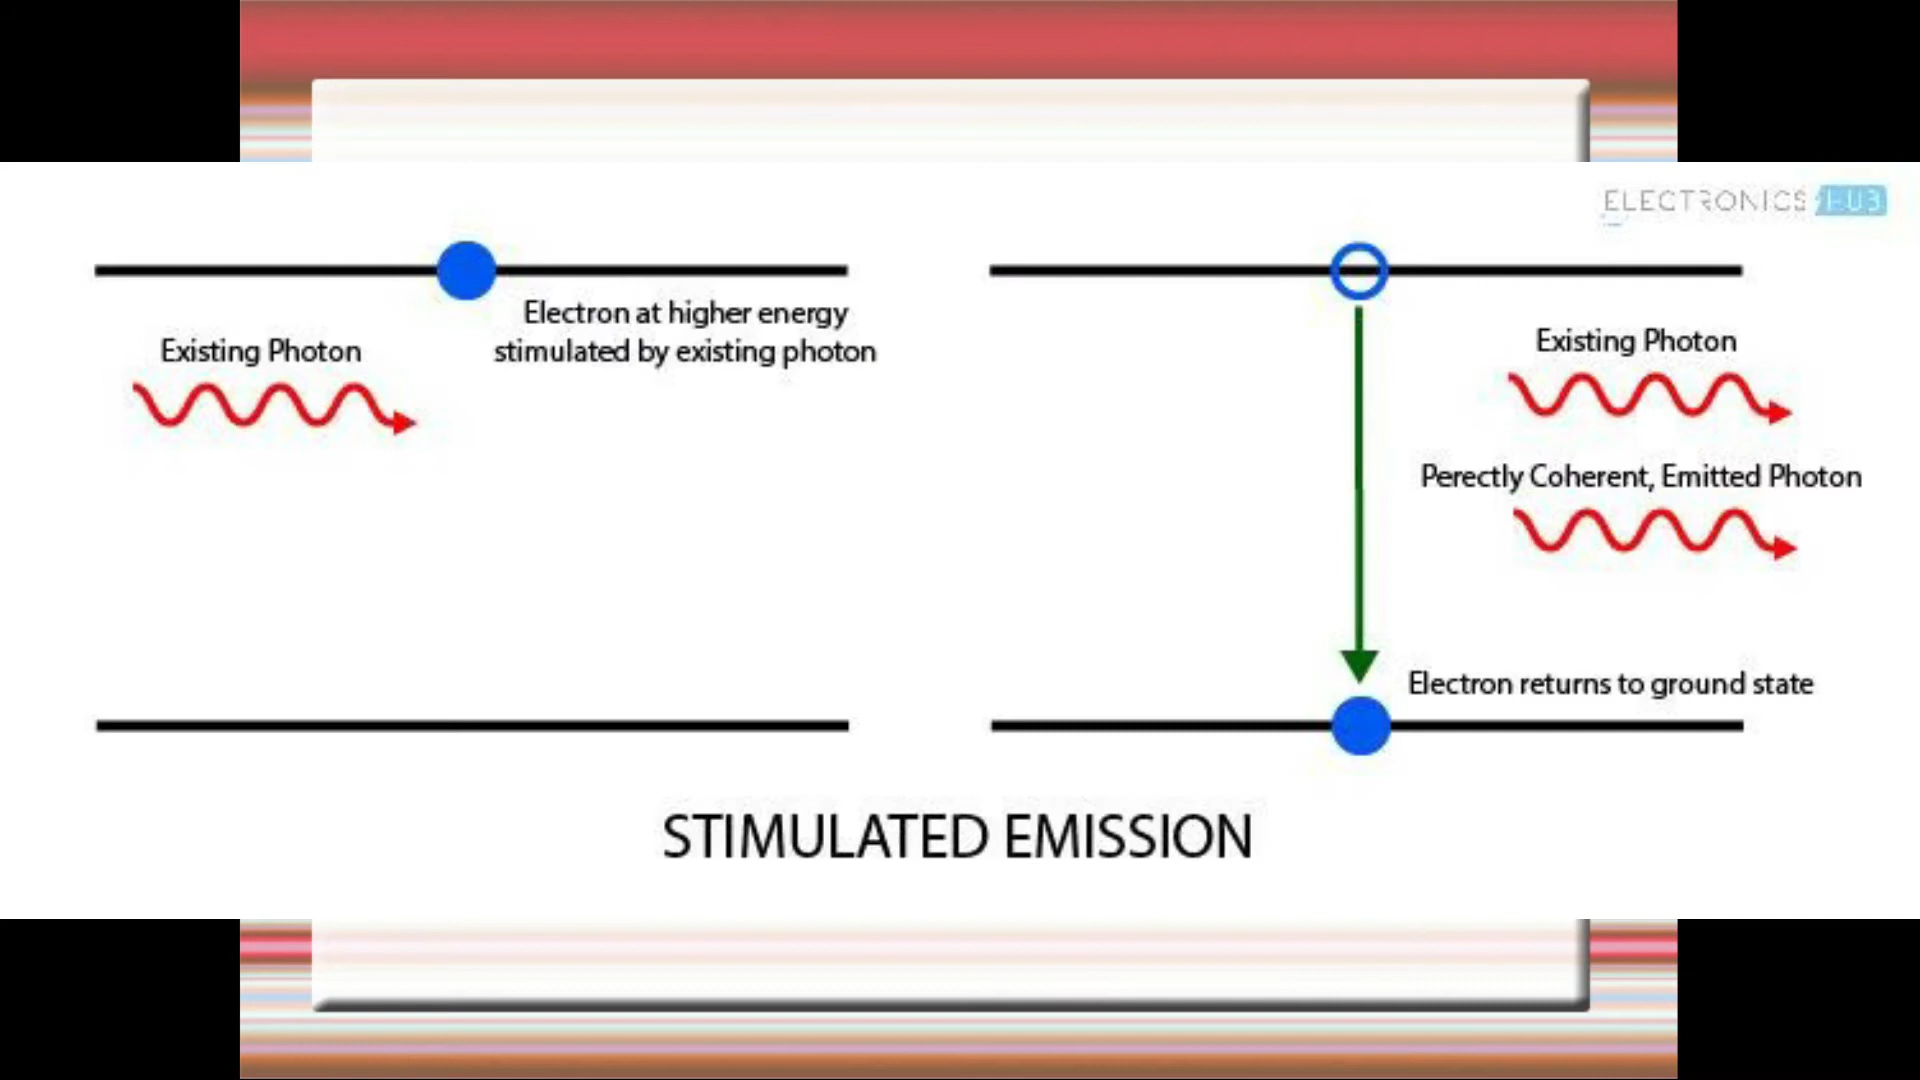 ELECTRONICS HUB
Electron at higher energy
stimulated by existing photon
Existing Photon
Existing Photon
Perectly Coherent, Emitted Photon
Electron returns to ground state
STIMULATED EMISSION